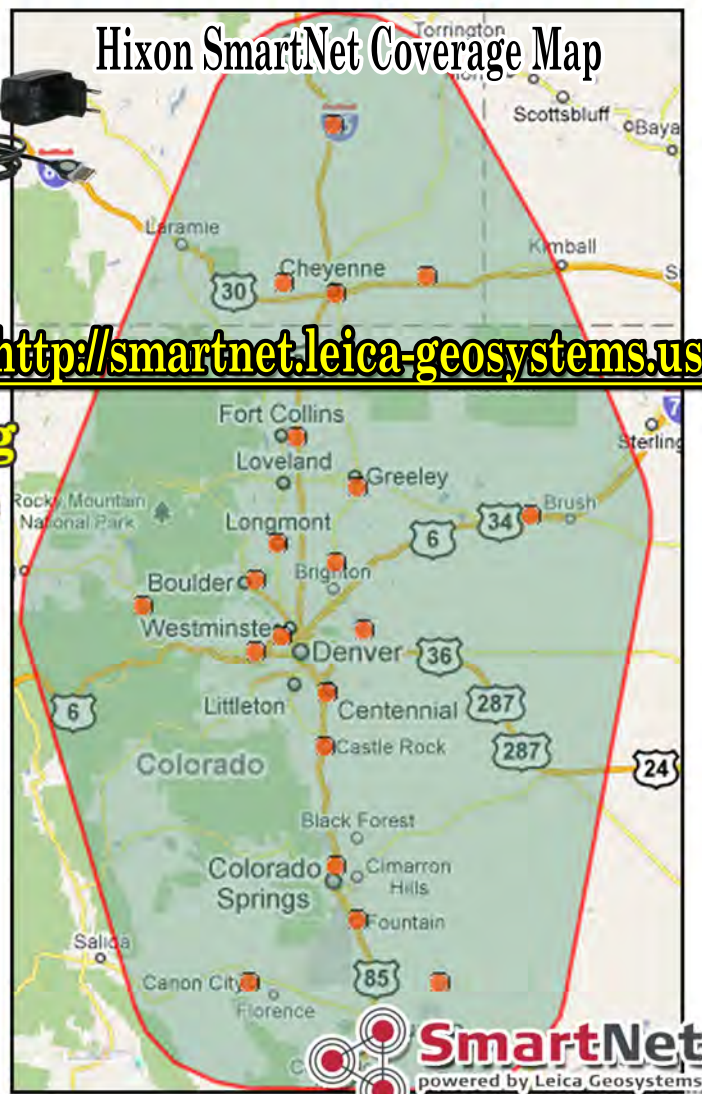 Torrington
Hixon SmartNet Coverage Map
Scottsbluff
Baya
Laramie
Kimball
Cheyenne
30
http://smartnet.leica-geosystems.us
Fort Collins
g
Sterling
Loveland
Greeley
Rocky Mountain
National Park
Brush
34
Longmont
6
Brighton
Boulder
Westminste
Denver
36
6
Littleton
Centennial
287
Castle Rock
287
Colorado
24
Black Forest
Colorado
Springs
Cimarron
Hills
Fountain
Salida
Canon City
85
Florence
SmartNet
powered by Leica Geosystems